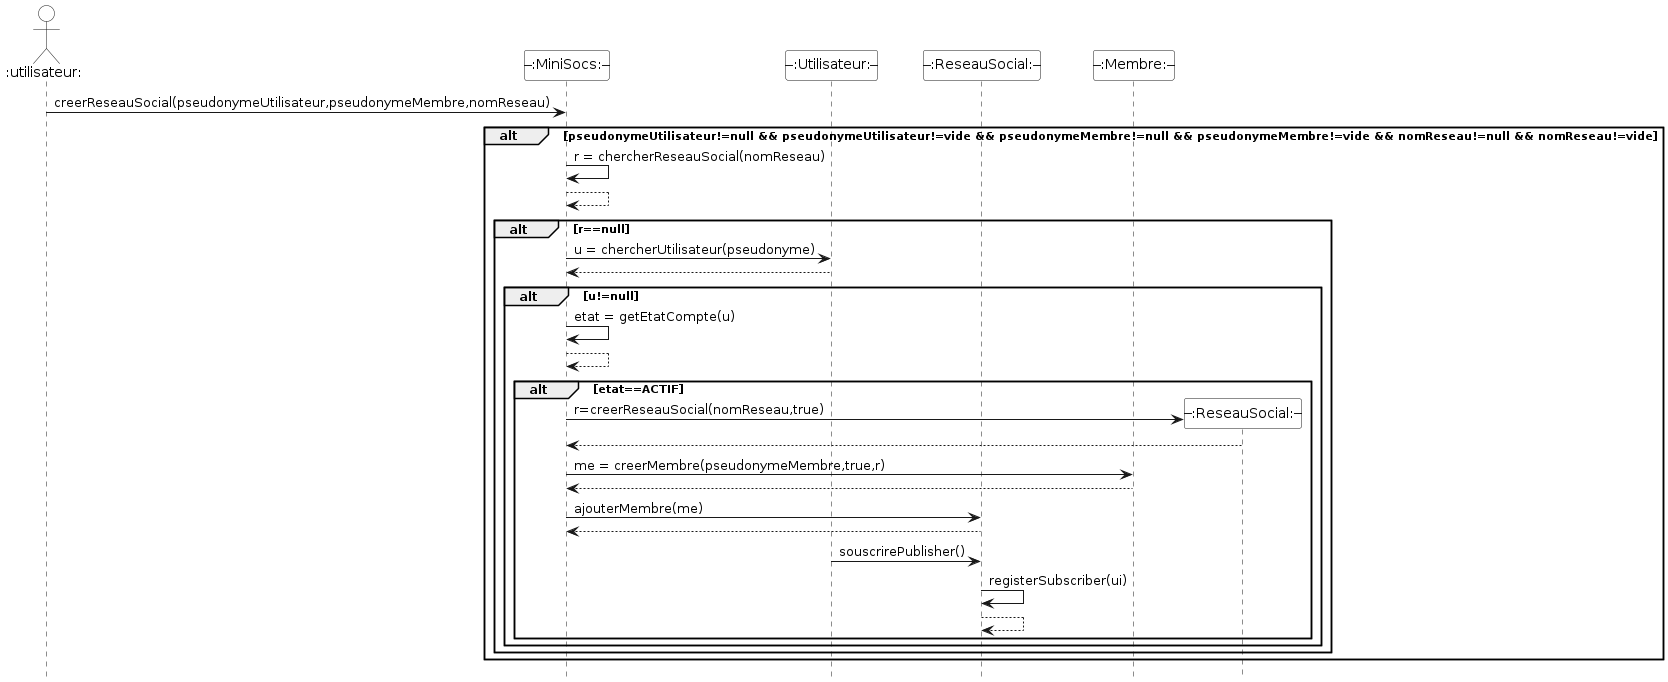 :utilisateur:
:MiniSocs:
:Utilisateur:
:ReseauSocial:
:Membre:
creerReseauSocial(pseudonymeUtilisateur,pseudonymeMembre,nomReseau)
alt [pseudonymeUtilisateur!=null && pseudonymeUtilisateur!=vide && pseudonymeMembre!=null && pseudonymeMembre!=vide && nomReseau!=null && nomReseau!=vide]
r = chercherReseauSocial(nomReseau)
alt [r==null]
u = chercherUtilisateur(pseudonyme)
alt [u!=null]
etat = getEtatCompte(u)
alt [etat==ACTIF]
r=creerReseauSocial(nomReseau,true)
:ReseauSocial:
me = creerMembre(pseudonymeMembre,true,r)
ajouterMembre(me)
souscrirePublisher()
registerSubscriber(ui)